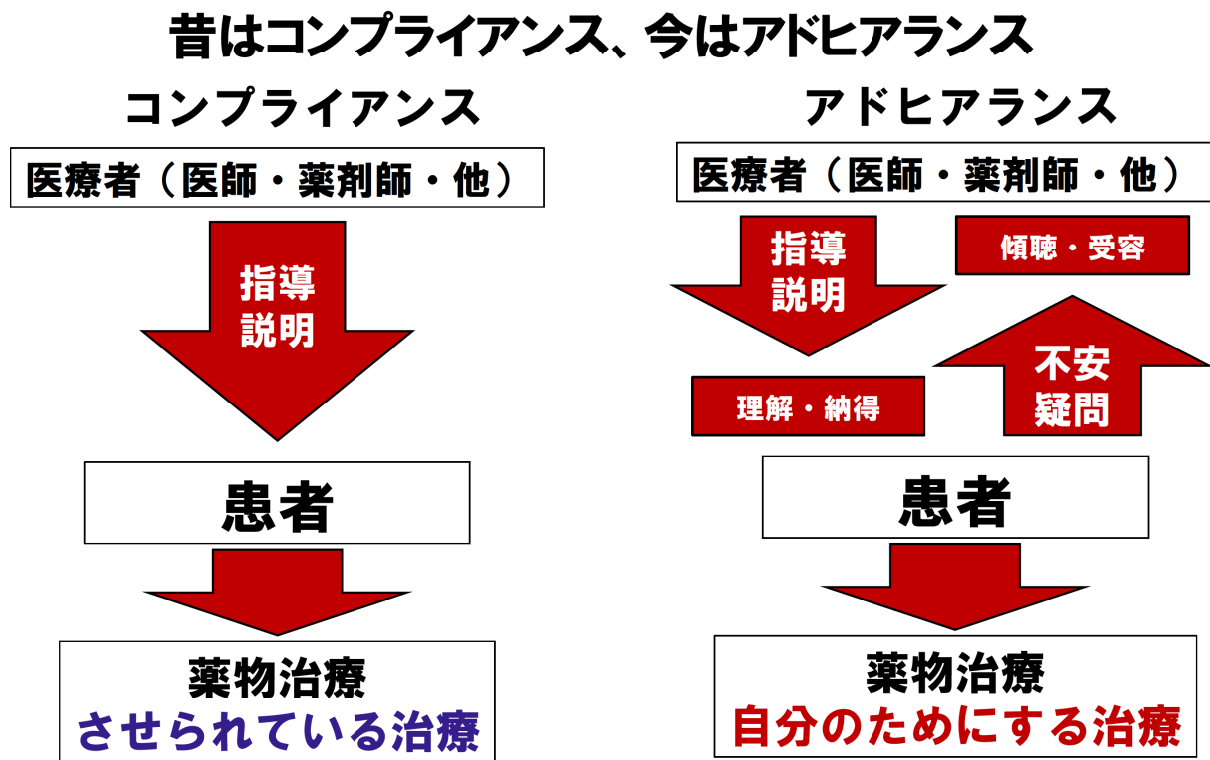 昔はコンプライアンス、今はアドヒアランス
コンプライアンス
医療者（医師・薬剤師・他）
指導
説明
患者
薬物治療
させられている治療
アドヒアランス
医療者（医師・薬剤師・他）
指導
説明
傾聴・受容
理解・納得
不安
疑問
患者
薬物治療
自分のためにする治療